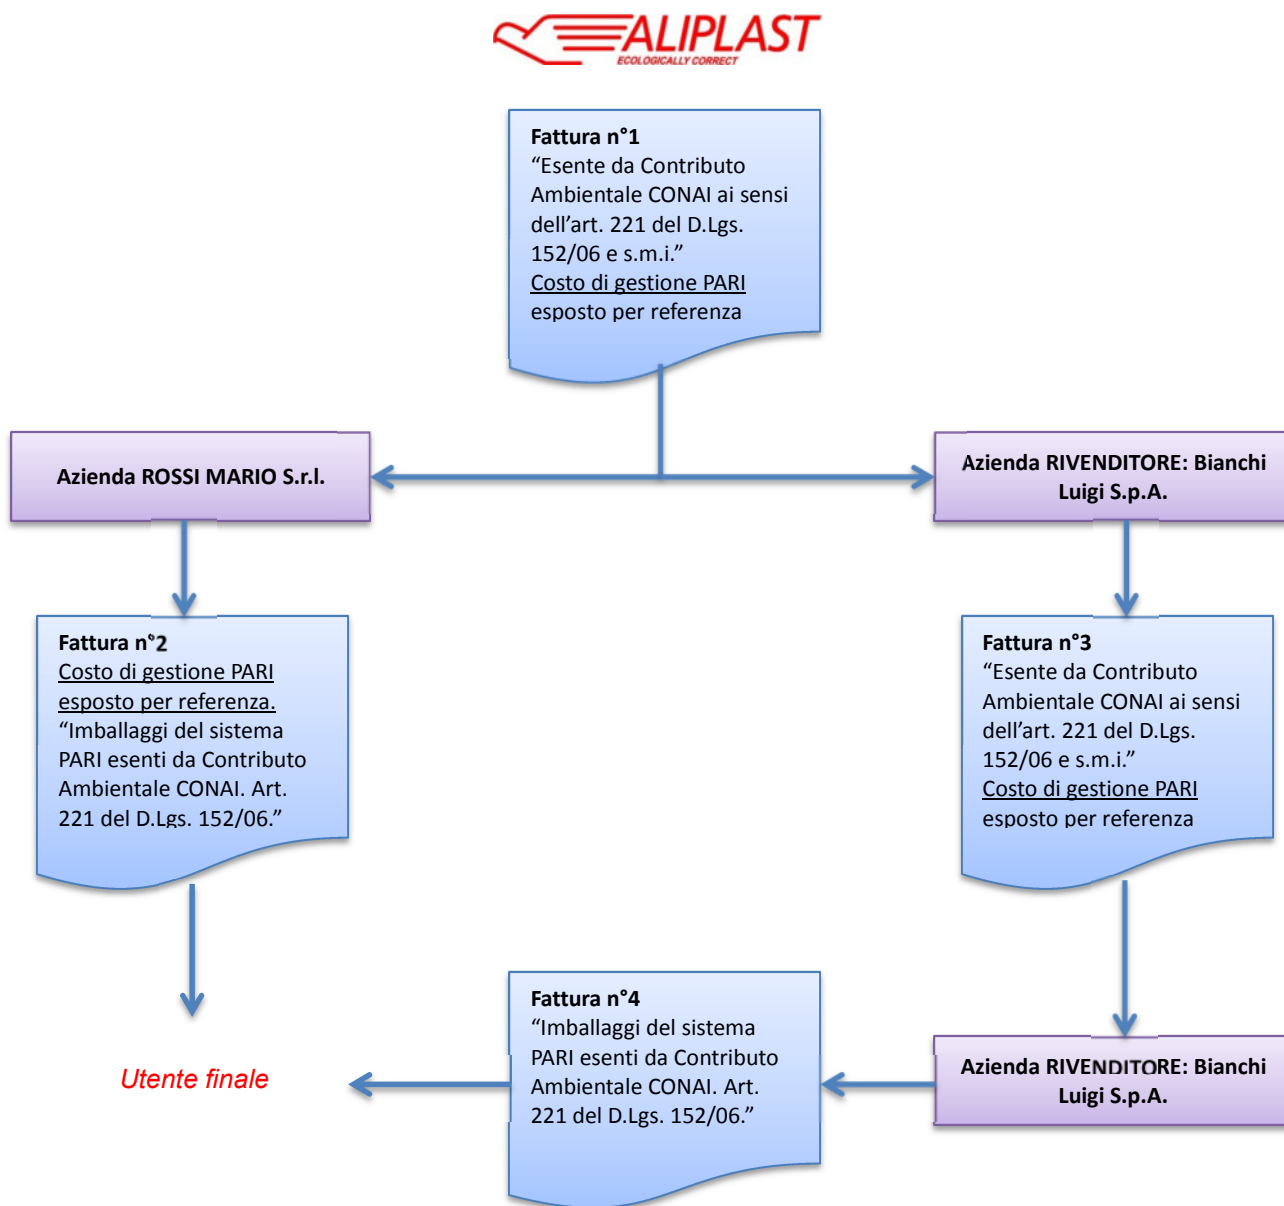 ALIPLAST
ECOLOGICALLY CORRECT
Fattura n°1
“Esente da Contributo
Ambientale CONAI ai sensi
dell’art. 221 del D.Lgs.
152/06 e s.m.i.”
Costo di gestione PARI
esposto per referenza
Azienda ROSSI MARIO S.r.l.
Azienda RIVENDITORE: Bianchi
Luigi S.p.A.
Fattura n°2
Costo di gestione PARI
esposto per referenza.
“Imballaggi del sistema
PARI esenti da Contributo
Ambientale CONAI. Art.
221 del D.Lgs. 152/06.”
Fattura n°3
“Esente da Contributo
Ambientale CONAI ai sensi
dell’art. 221 del D.Lgs.
152/06 e s.m.i.”
Costo di gestione PARI
esposto per referenza
Fattura n°4
“Imballaggi del sistema
PARI esenti da Contributo
Ambientale CONAI. Art.
221 del D.Lgs. 152/06.”
Utente finale
Azienda RIVENDITORE: Bianchi
Luigi S.p.A.